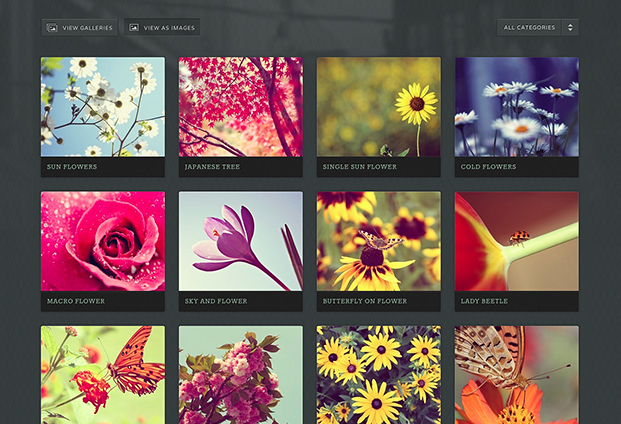 VIEW GALLERIES
VIEW AS IMAGES
ALL CATEGORIES
SUN FLOWERS
JAPANESE TREE
SINGLE SUN FLOWER
COLD FLOWERS
MACRO FLOWER
SKY AND FLOWER
BUTTERFLY ON FLOWER
LADY BEETLE